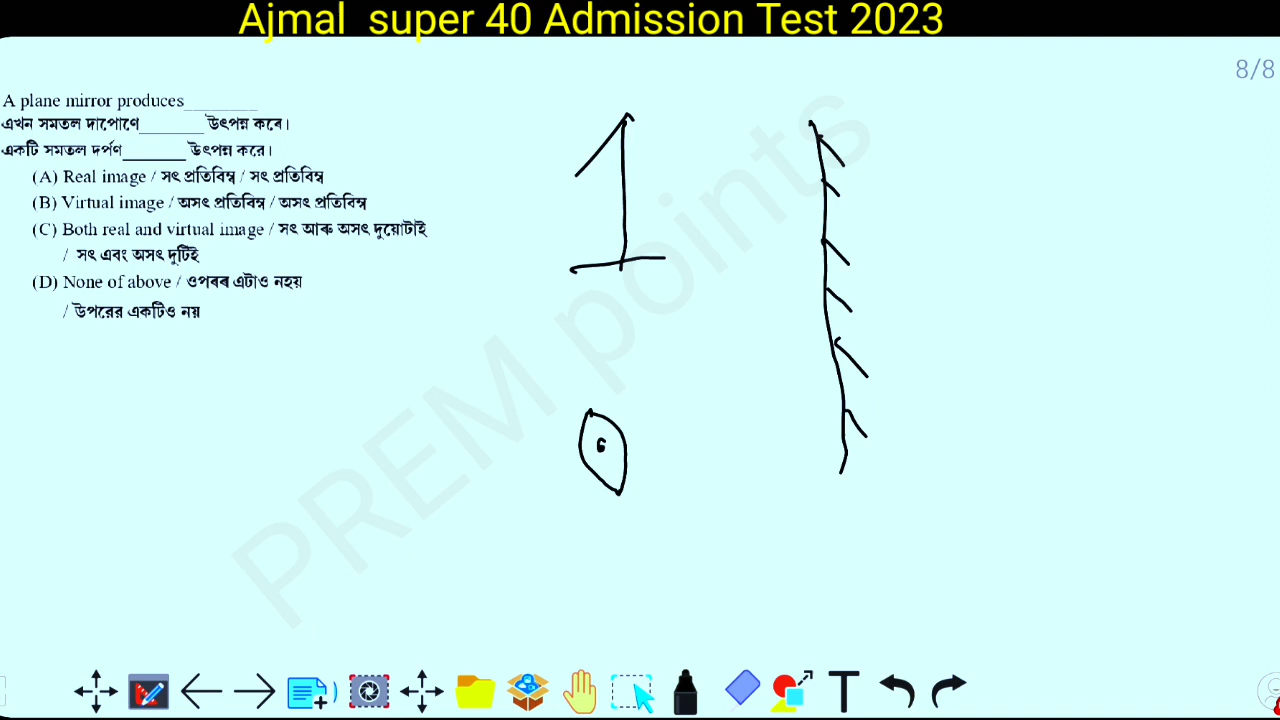 Ajmal super 40 Admission Test 2023
8/8
A plane mirror produces________
এখন সমতল দাপোণে________ উৎপন্ন কৰে।
একটি সমতল দর্পণ________ উৎপন্ন করে।
(A) Real image / সৎ প্রতিবিম্ব / সৎ প্রতিবিম্ব
(B) Virtual image / অসৎ প্রতিবিম্ব / অসৎ প্রতিবিম্ব
(C) Both real and virtual image / সৎ আৰু অসৎ দুয়োটাই
/ সৎ এবং অসৎ দুটিই
(D) None of above / ওপৰৰ এটাও নহয়
/ উপরের একটিও নয়
PREM points
T